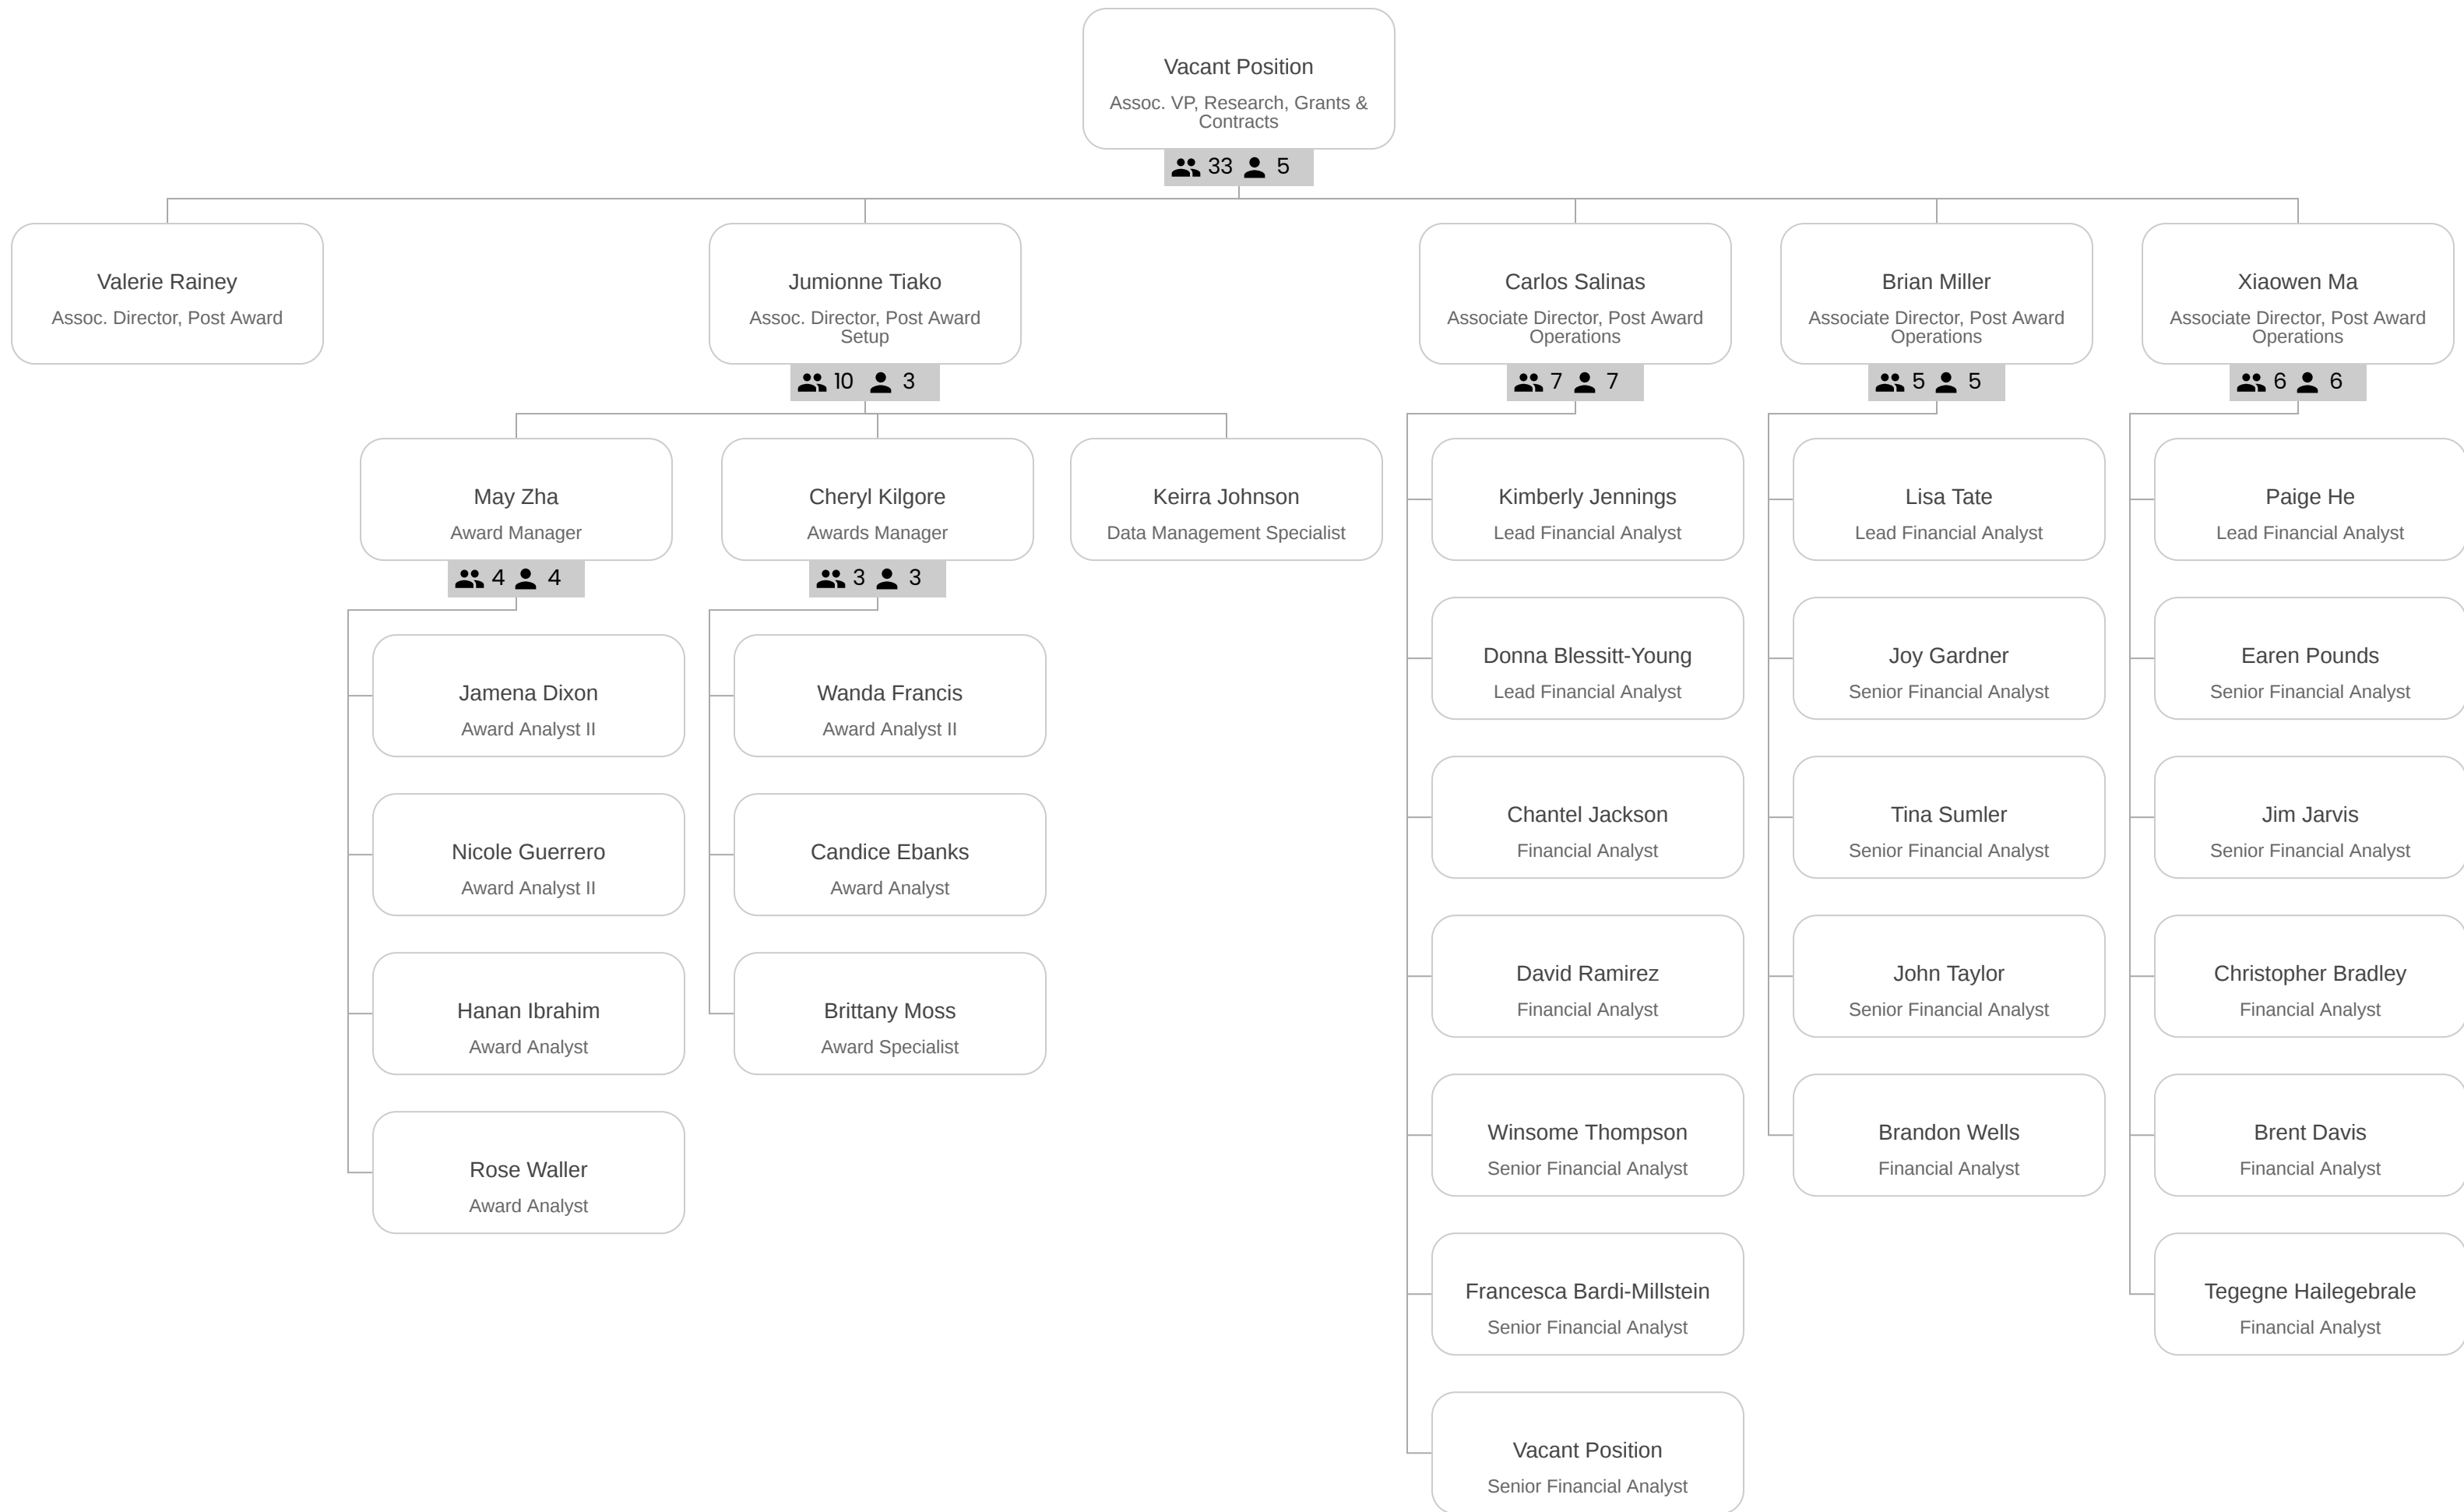 Vacant Position
Assoc. VP, Research, Grants &
Contracts
33 5
Valerie Rainey
Assoc. Director, Post Award
Jumionne Tiako
Assoc. Director, Post Award
Setup
10 3
Carlos Salinas
Associate Director, Post Award
Operations
7 7
Brian Miller
Associate Director, Post Award
Operations
5 5
Xiaowen Ma
Associate Director, Post Award
Operations
6 6
May Zha
Award Manager
4 4
Cheryl Kilgore
Awards Manager
3 3
Keirra Johnson
Data Management Specialist
Jamena Dixon
Award Analyst II
Nicole Guerrero
Award Analyst II
Hanan Ibrahim
Award Analyst
Rose Waller
Award Analyst
Wanda Francis
Award Analyst II
Candice Ebanks
Award Analyst
Brittany Moss
Award Specialist
Kimberly Jennings
Lead Financial Analyst
Donna Blessitt-Young
Lead Financial Analyst
Chantel Jackson
Financial Analyst
David Ramirez
Financial Analyst
Winsome Thompson
Senior Financial Analyst
Francesca Bardi-Millstein
Senior Financial Analyst
Vacant Position
Senior Financial Analyst
Lisa Tate
Lead Financial Analyst
Joy Gardner
Senior Financial Analyst
Tina Sumler
Senior Financial Analyst
John Taylor
Senior Financial Analyst
Brandon Wells
Financial Analyst
Paige He
Lead Financial Analyst
Earen Pounds
Senior Financial Analyst
Jim Jarvis
Senior Financial Analyst
Christopher Bradley
Financial Analyst
Brent Davis
Financial Analyst
Tegegne Hailegebrale
Financial Analyst